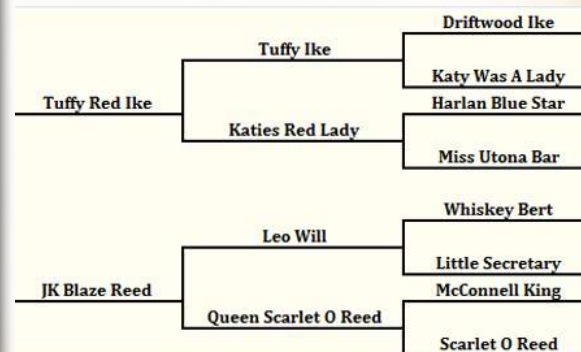 Driftwood Ike
Tuffy Ike
Katy Was A Lady
Tuffy Red Ike
Harlan Blue Star
Katies Red Lady
Miss Utona Bar
Whiskey Bert
Leo Will
Little Secretary
JK Blaze Reed
McConnell King
Queen Scarlet O Reed
Scarlet O Reed